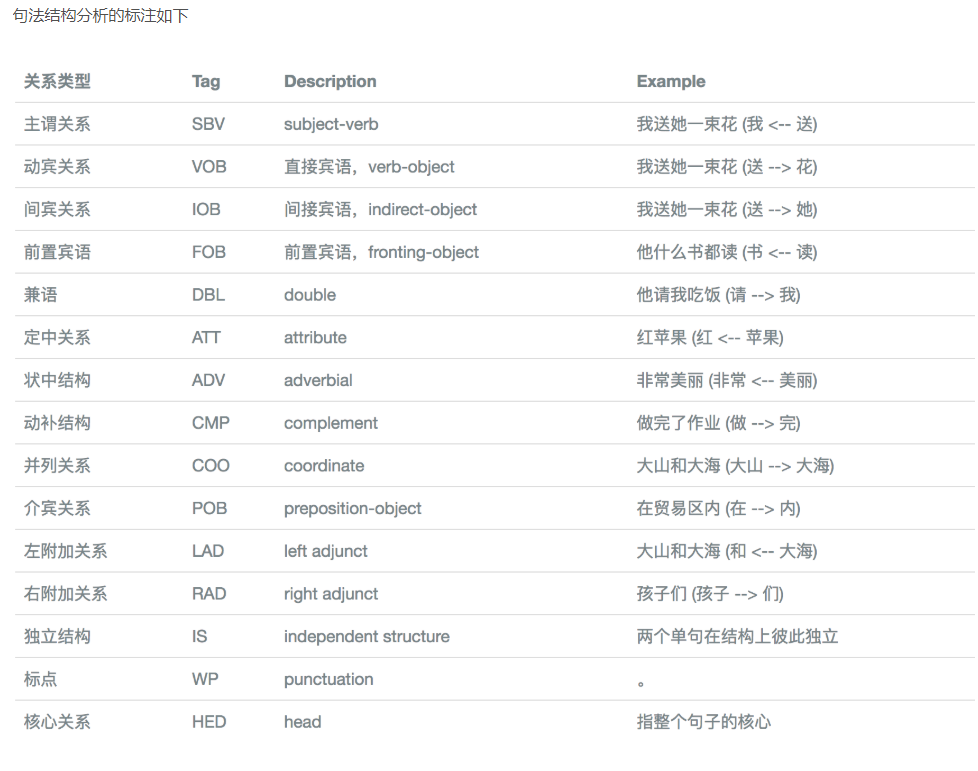 句法结构分析的标注如下
关系类型 Tag Description Example
主谓关系 SBV subject-verb 我送她一束花 (我 <-- 送)
动宾关系 VOB 直接宾语，verb-object 我送她一束花 (送 --> 花)
间宾关系 IOB 间接宾语，indirect-object 我送她一束花 (送 --> 她)
前置宾语 FOB 前置宾语，fronting-object 他什么书都读 (书 <-- 读)
兼语 DBL double 他请我吃饭 (请 --> 我)
定中关系 ATT attribute 红苹果 (红 <-- 苹果)
状中结构 ADV adverbial 非常美丽 (非常 <-- 美丽)
动补结构 CMP complement 做完了作业 (做 --> 完)
并列关系 COO coordinate 大山和大海 (大山 --> 大海)
介宾关系 POB preposition-object 在贸易区内 (在 --> 内)
左附加关系 LAD left adjunct 大山和大海 (和 <-- 大海)
右附加关系 RAD right adjunct 孩子们 (孩子 --> 们)
独立结构 IS independent structure 两个单句在结构上彼此独立
标点 WP punctuation 。
核心关系 HED head 指整个句子的核心